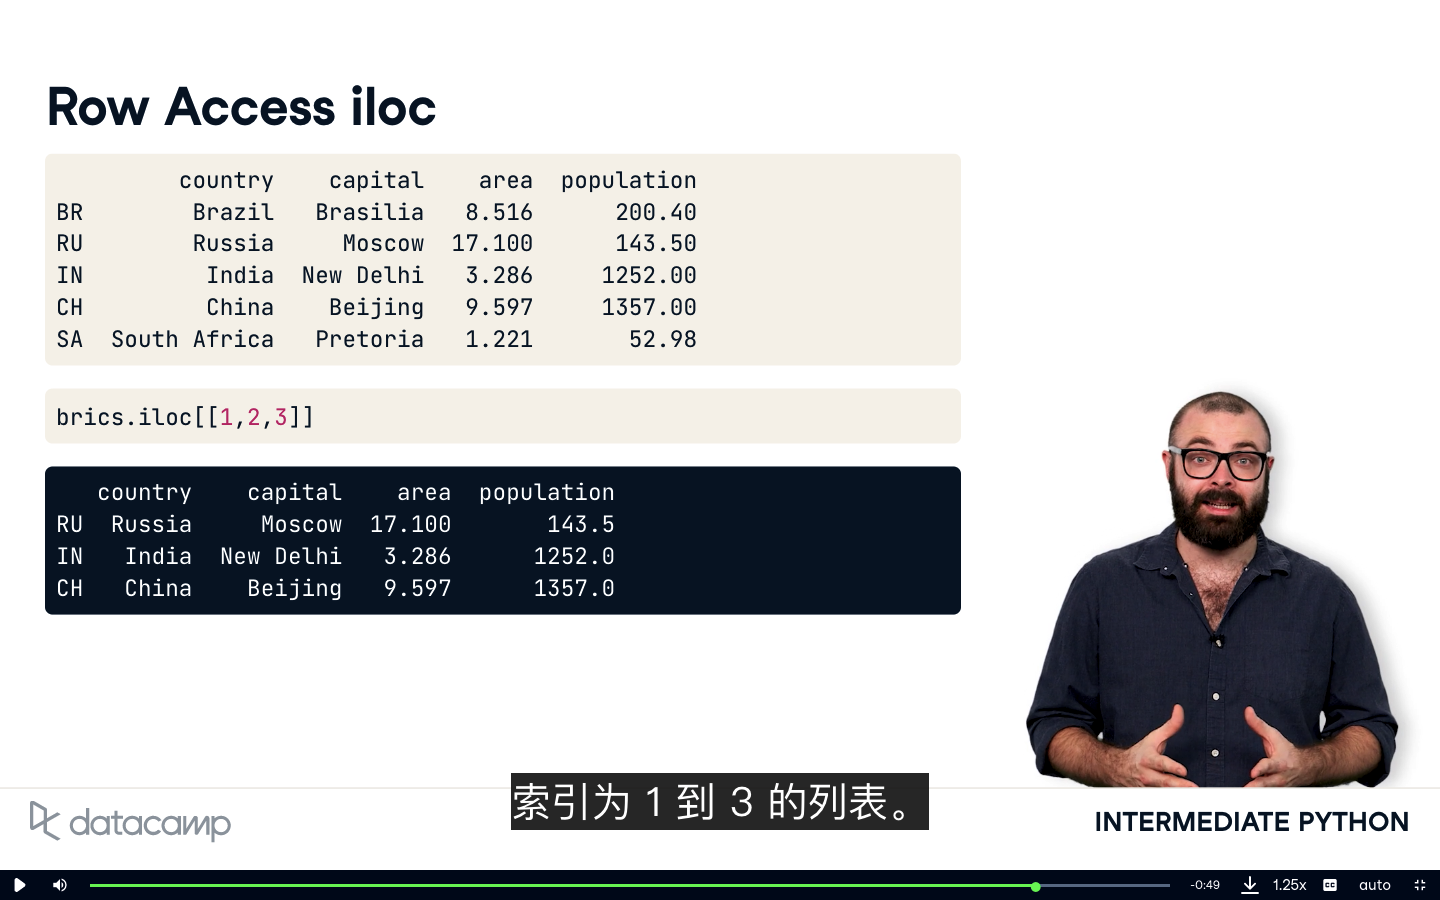 Row Access iloc
country capital area population
BR Brazil Brasilia 8.516 200.40
RU Russia Moscow 17.100 143.50
IN India New Delhi 3.286 1252.00
CH China Beijing 9.597 1357.00
SA South Africa Pretoria 1.221 52.98
brics.iloc[[1,2,3]]
country capital area population
RU Russia Moscow 17.100 143.5
IN India New Delhi 3.286 1252.0
CH China Beijing 9.597 1357.0
索引为 1 到 3 的列表。
datacamp
INTERMEDIATE PYTHON
-0:49 1.25x CC auto